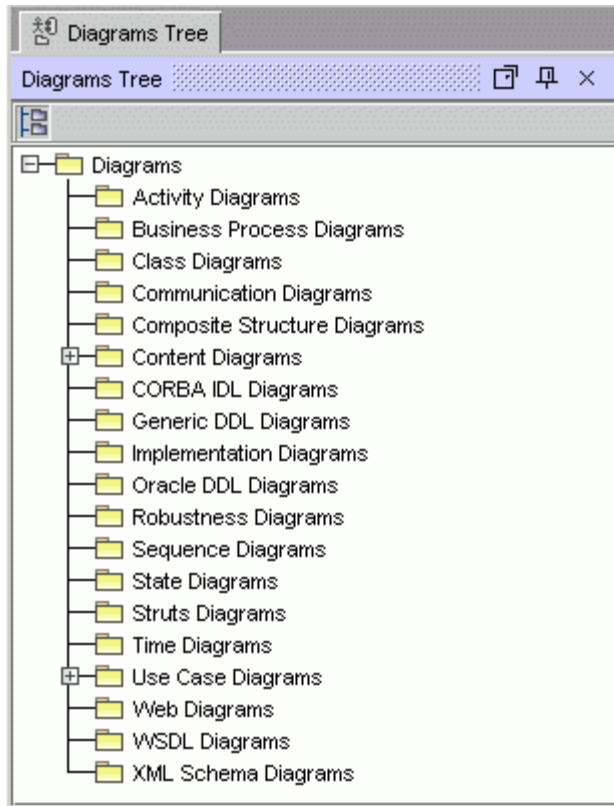 Diagrams Tree
Diagrams Tree
Diagrams
Activity Diagrams
Business Process Diagrams
Class Diagrams
Communication Diagrams
Composite Structure Diagrams
Content Diagrams
CORBA IDL Diagrams
Generic DDL Diagrams
Implementation Diagrams
Oracle DDL Diagrams
Robustness Diagrams
Sequence Diagrams
State Diagrams
Struts Diagrams
Time Diagrams
Use Case Diagrams
Web Diagrams
WSDL Diagrams
XML Schema Diagrams